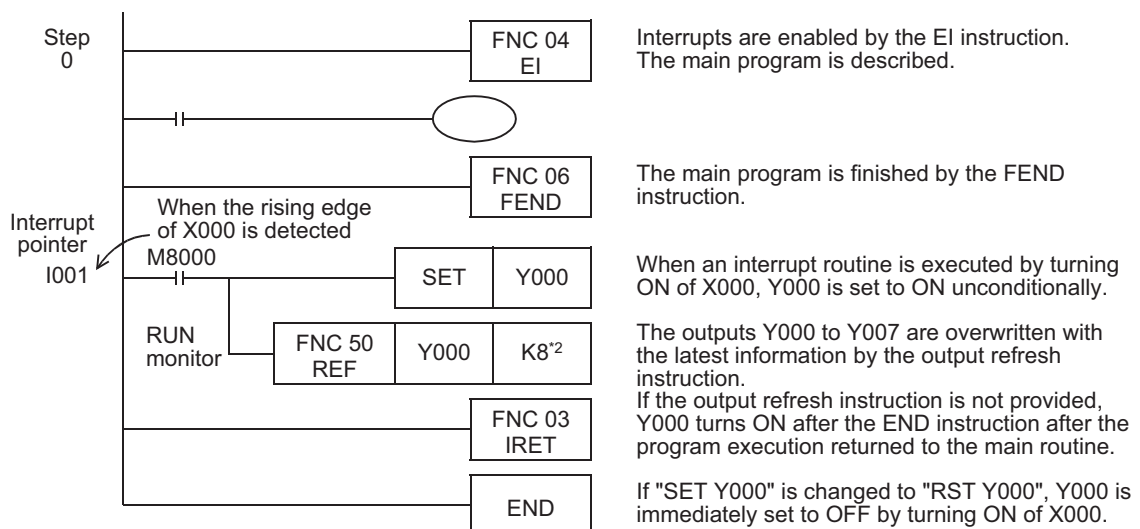 Step
0
FNC 04
EI
Interrupts are enabled by the EI instruction.
The main program is described.
FNC 06
FEND
The main program is finished by the FEND
instruction.
Interrupt
pointer
I001
When the rising edge
of X000 is detected
M8000
SET
Y000
When an interrupt routine is executed by turning
ON of X000, Y000 is set to ON unconditionally.
RUN
monitor
FNC 50
REF
Y000
K8*2
The outputs Y000 to Y007 are overwritten with
the latest information by the output refresh
instruction.
If the output refresh instruction is not provided,
Y000 turns ON after the END instruction after the
program execution returned to the main routine.
FNC 03
IRET
END
If "SET Y000" is changed to "RST Y000", Y000 is
immediately set to OFF by turning ON of X000.